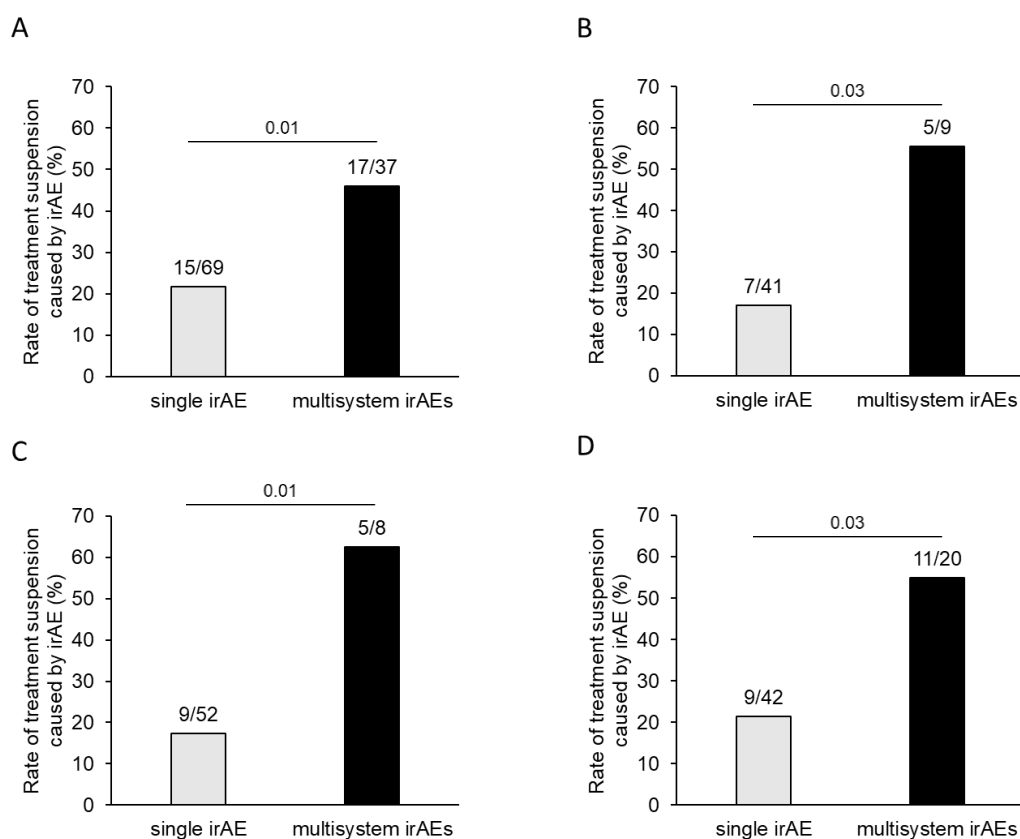 A
Rate of treatment suspension
caused by irAE (%)
70
60
50
40
30
20
10
0
0.01
15/69
17/37
single irAE
multisystem irAEs
B
Rate of treatment suspension
caused by irAE (%)
70
60
50
40
30
20
10
0
0.03
7/41
5/9
single irAE
multisystem irAEs
C
Rate of treatment suspension
caused by irAE (%)
70
60
50
40
30
20
10
0
0.01
9/52
5/8
single irAE
multisystem irAEs
D
Rate of treatment suspension
caused by irAE (%)
70
60
50
40
30
20
10
0
0.03
9/42
11/20
single irAE
multisystem irAEs